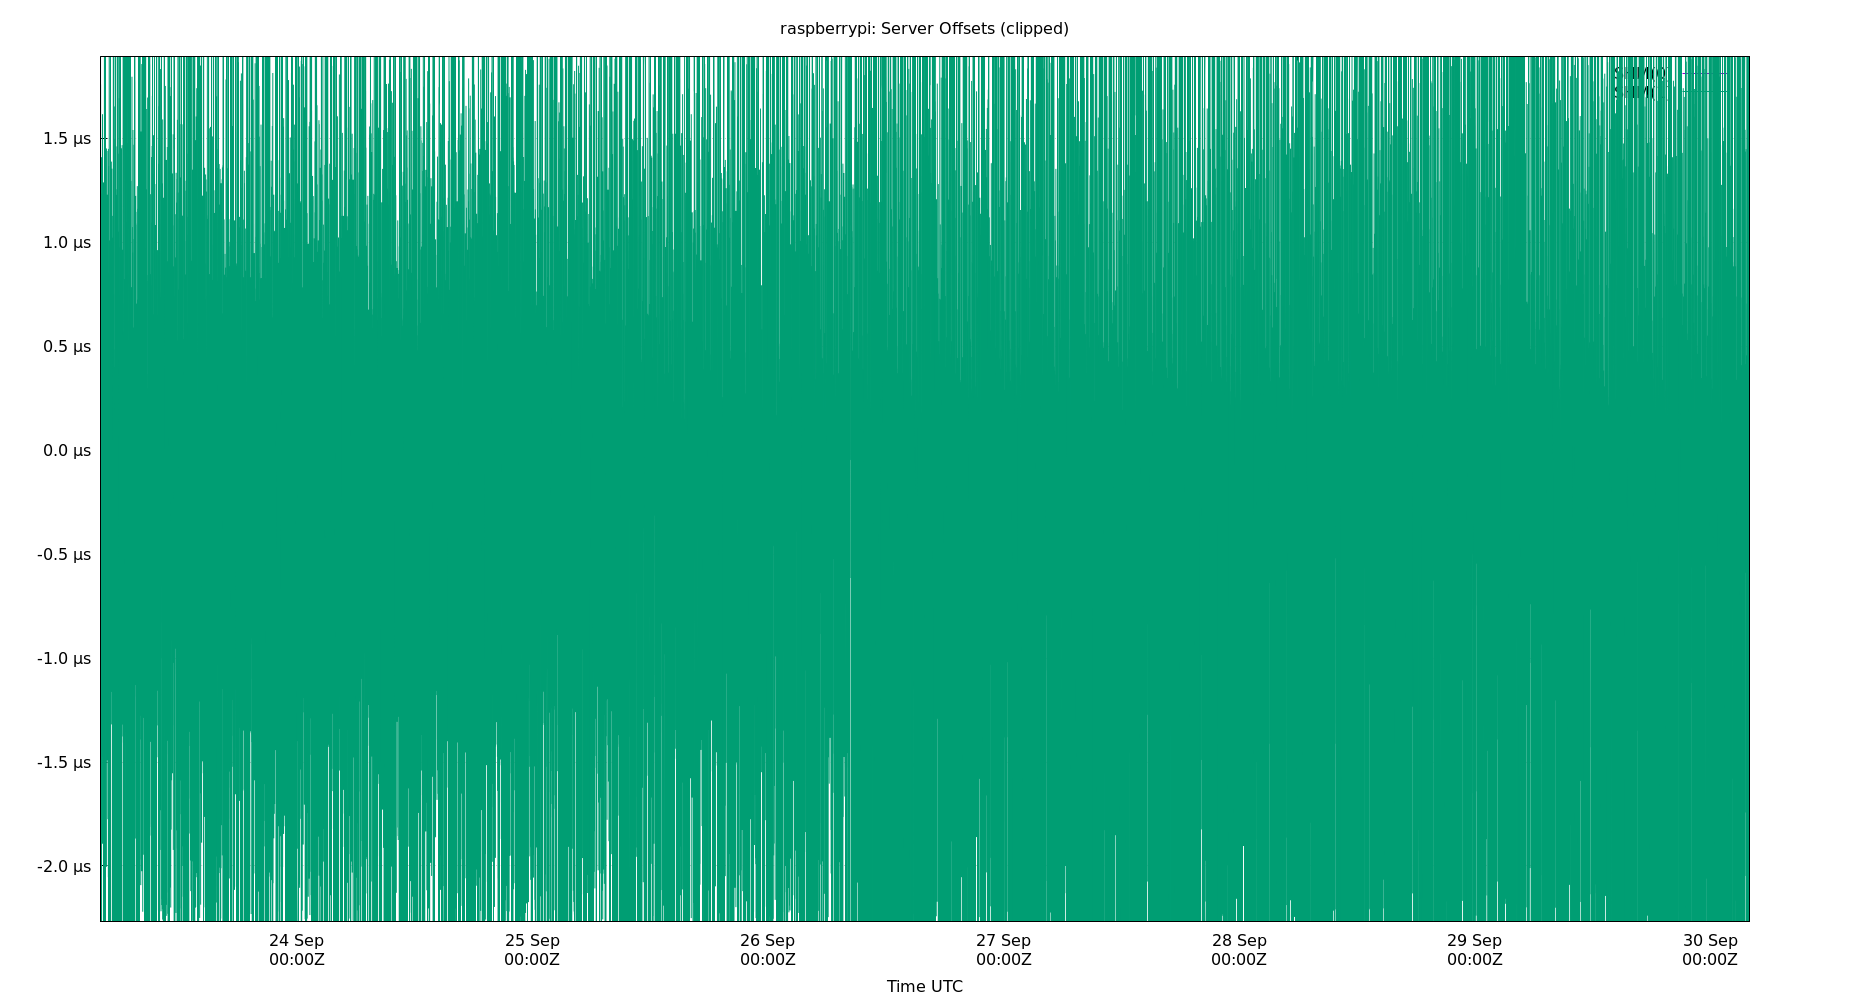 raspberrypi: Server Offsets (clipped)
1.5 µs
1.0 µs
0.5 µs
0.0 µs
-0.5 µs
-1.0 µs
-1.5 µs
-2.0 µs
24 Sep
00:00Z
25 Sep
00:00Z
26 Sep
00:00Z
27 Sep
00:00Z
28 Sep
00:00Z
29 Sep
00:00Z
30 Sep
00:00Z
Time UTC